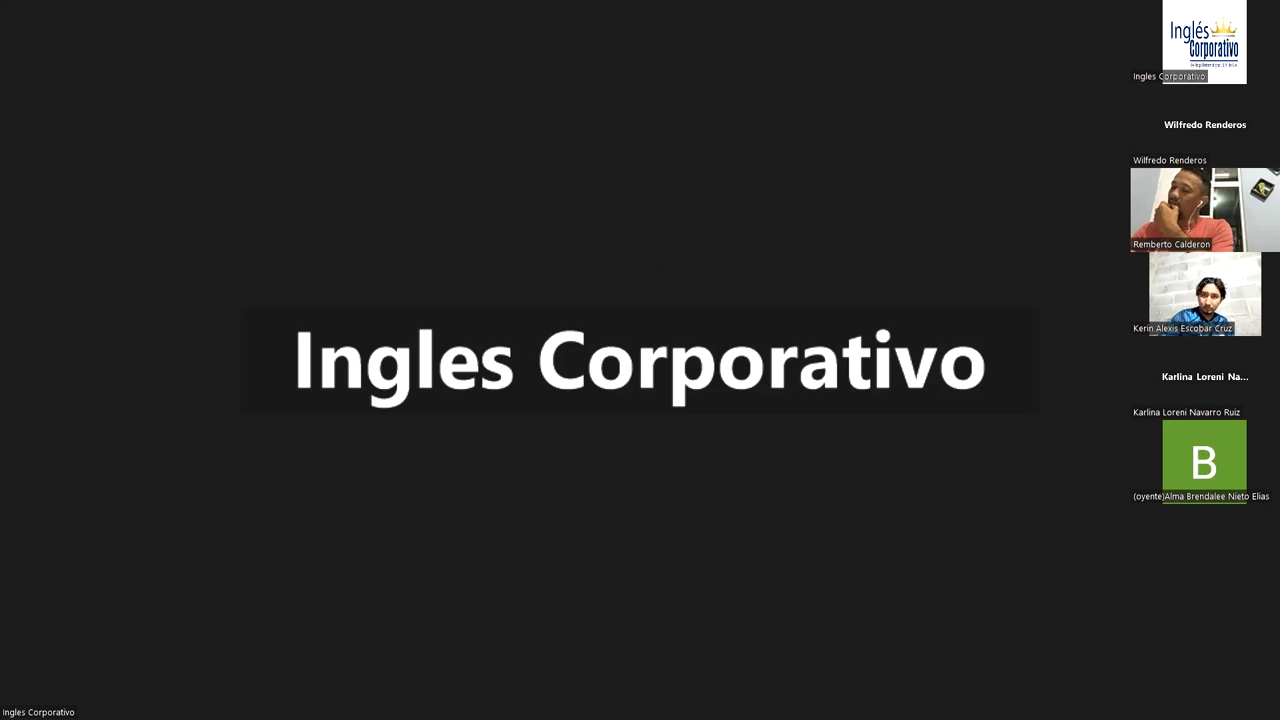 Ingles Corporativo
Inglés
Corporativo
Ingles Corporativo
Wilfredo Renderos
Wilfredo Renderos
Remberto Calderon
Kerin Alexis Escobar Cruz
Karlina Loreni Na...
Karlina Loreni Navarro Ruiz
B
(oyente)Alma Brendalee Nieto Elias
Ingles Corporativo